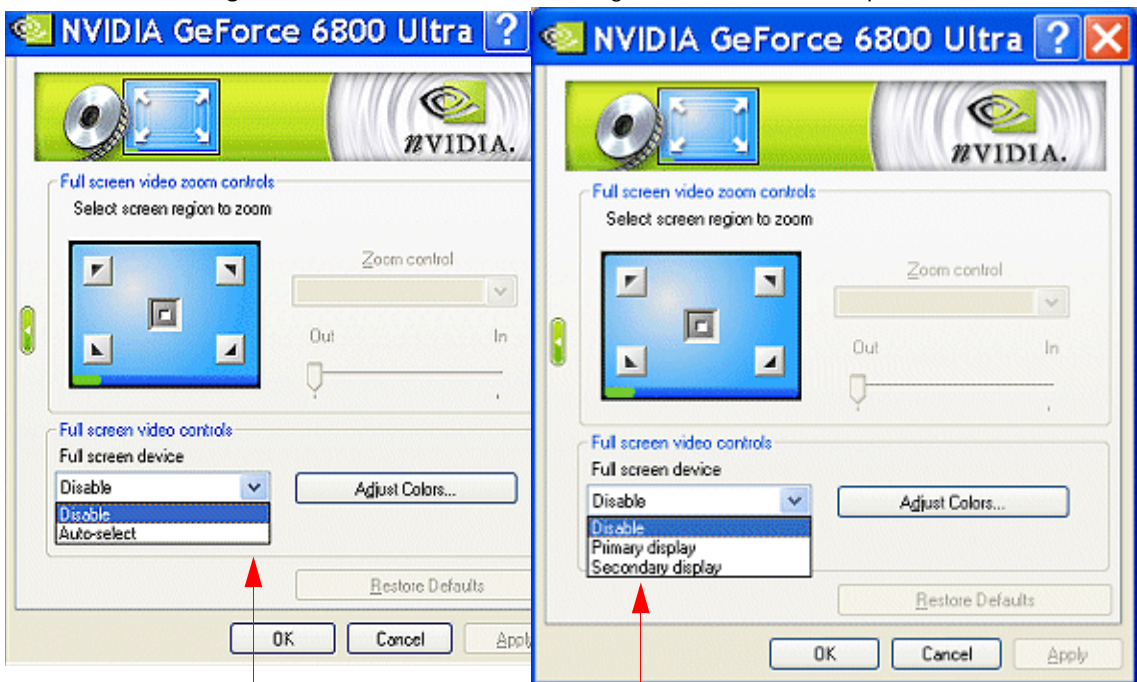 NVIDIA GeForce 6800 Ultra ?
nVIDIA.
Full screen video zoom controls
Select screen region to zoom
Zoom control
Out In
Full screen video controls
Full screen device
Disable
Adjust Colors...
Disable
Auto-select
Restore Defaults
OK Cancel
NVIDIA GeForce 6800 Ultra ? X
nVIDIA.
Full screen video zoom controls
Select screen region to zoom
Zoom control
Out In
Full screen video controls
Full screen device
Disable
Adjust Colors...
Disable
Primary display
Secondary display
Restore Defaults
OK Cancel Apply